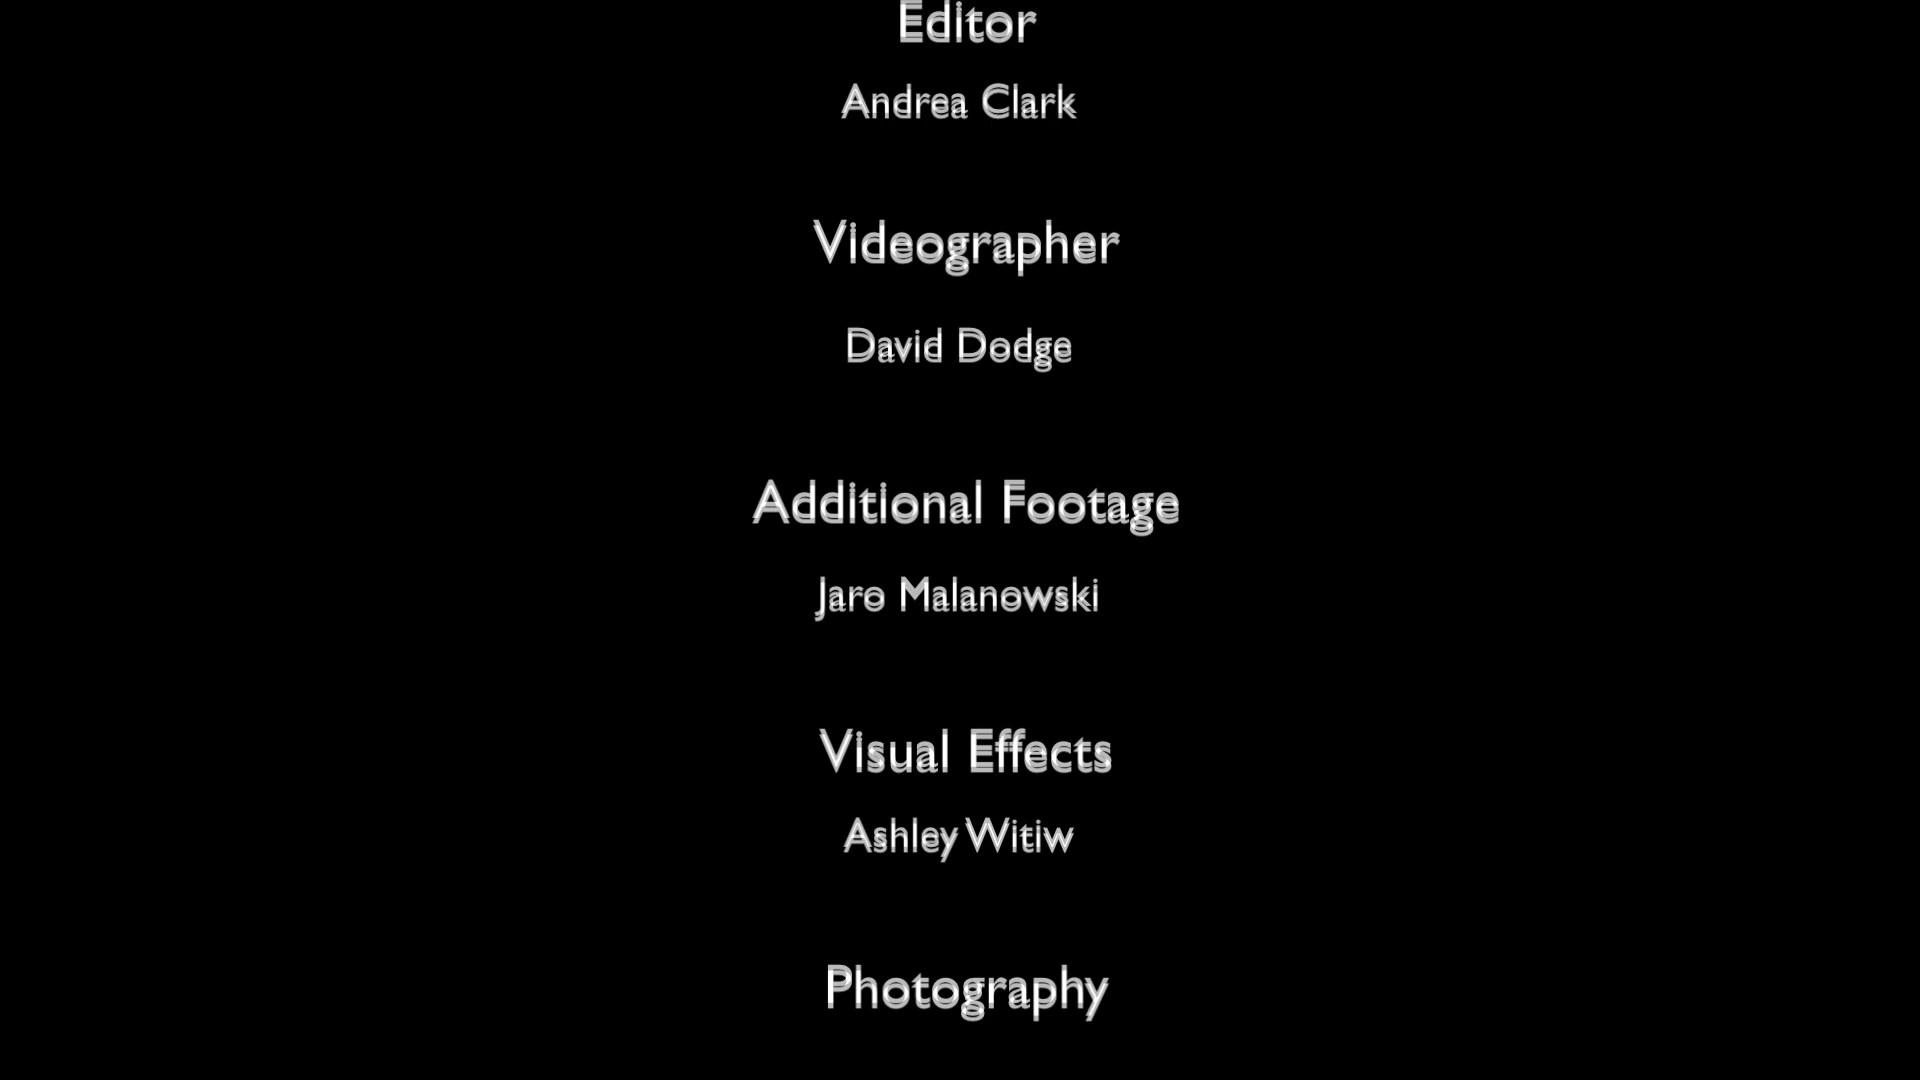 Editor
Andrea Clark
Videographer
David Dodge
Additional Footage
Jaro Malanowski
Visual Effects
Ashley Witiw
Photography